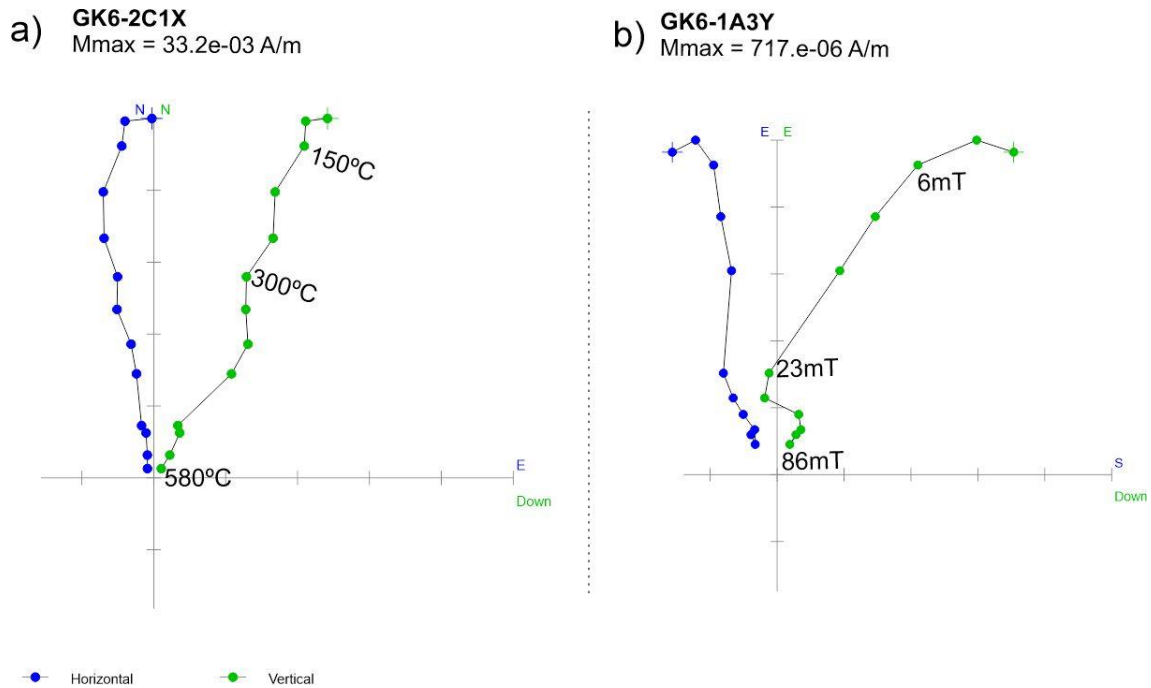 a)
GK6-2C1X
Mmax = 33.2e-03 A/m
N N
150ºC
300ºC
580ºC
E
Down
b)
GK6-1A3Y
Mmax = 717.e-06 A/m
E E
6mT
23mT
86mT
S
Down
Horizontal
Vertical